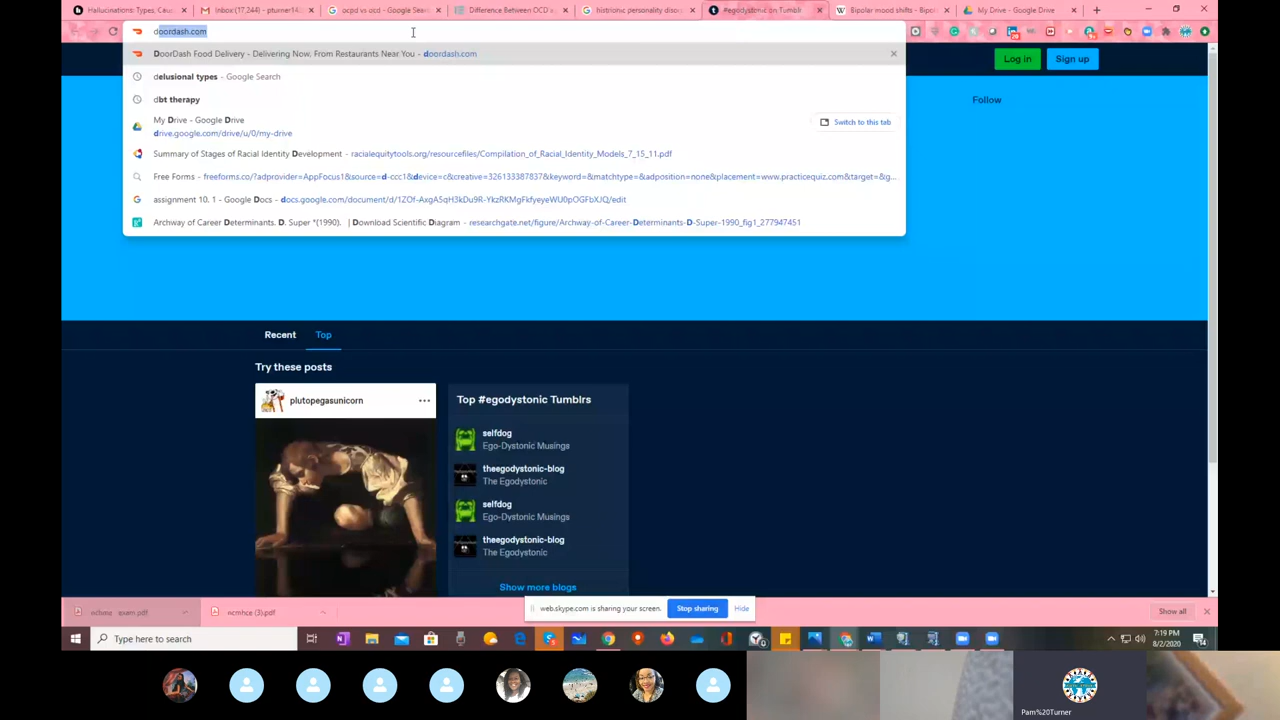 Hallucinations: Types, Caus
Inbox (17,244) - pturner14
ocpd vs ocd - Google Sear
Difference Between OCD
histrionic personality disor
#egodystonic on Tumblr
Bipolar mood shifts - Bipol
My Drive - Google Drive
doordash.com
DoorDash Food Delivery - Delivering Now, From Restaurants Near You - doordash.com
delusional types - Google Search
dbt therapy
My Drive - Google Drive
drive.google.com/drive/u/0/my-drive
Switch to this tab
Summary of Stages of Racial Identity Development - racialequitytools.org/resourcefiles/Compilation_of_Racial_Identity_Models_7_15_11.pdf
Free Forms - freeforms.co/?adprovider=AppFocus1&source=d-ccc1&device=c&creative=326133387837&keyword=&matchtype=&adposition=none&placement=www.practicequiz.com&target=&g...
assignment 10. 1 - Google Docs - docs.google.com/document/d/1ZOf-AxgA5qH3kDu9R-YkzRKMgFkfyeyeWU0pOGFbXJQ/edit
Archway of Career Determinants. D. Super *(1990). | Download Scientific Diagram - researchgate.net/figure/Archway-of-Career-Determinants-D-Super-1990_fig1_277947451
Log in
Sign up
Follow
Recent
Top
Try these posts
plutopegasunicorn
Top #egodystonic Tumblrs
selfdog
Ego-Dystonic Musings
theegodystonic-blog
The Egodystonic
selfdog
Ego-Dystonic Musings
theegodystonic-blog
The Egodystonic
Show more blogs
web.skype.com is sharing your screen.
Stop sharing
Hide
exam.pdf
ncmhce (3).pdf
Show all
Type here to search
7:19 PM
8/2/2020
Pam%20Turner